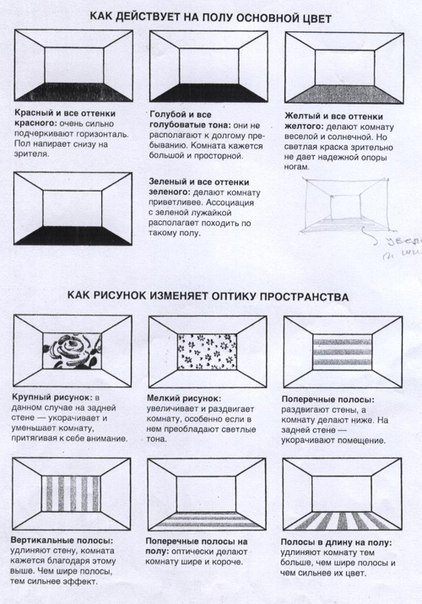 КАК ДЕЙСТВУЕТ НА ПОЛУ ОСНОВНОЙ ЦВЕТ
Красный и все оттенки
красного: очень сильно
подчеркивают горизонталь.
Пол напирает снизу на
зрителя.
Голубой и все
голубоватые тона: они не
располагают к долгому пре-
быванию. Комната кажется
большой и просторной.
Желтый и все оттенки
желтого: делают комнату
веселой и солнечной. Но
светлая краска зрительно
не дает надежной опоры
ногам.
Зеленый и все оттенки
зеленого: делают комнату
приветливее. Ассоциация
с зеленой лужайкой
располагает походить по
такому полу.
КАК РИСУНОК ИЗМЕНЯЕТ ОПТИКУ ПРОСТРАНСТВА
Крупный рисунок: в
данном случае на задней
стене — укорачивает и
уменьшает комнату,
притягивая к себе внимание.
Мелкий рисунок:
увеличивает и раздвигает
комнату, особенно если в
нем преобладают светлые
тона.
Поперечные полосы:
раздвигают стены, а
комнату делают ниже. На
задней стене —
укорачивают помещение.
Вертикальные полосы:
удлиняют стену, комната
кажется благодаря этому
выше. Чем шире полосы,
тем сильнее эффект.
Поперечные полосы на
полу: оптически делают
комнату шире и короче.
Полосы в длину на полу:
удлиняют комнату тем
больше, чем шире полосы и
чем сильнее их цвет.